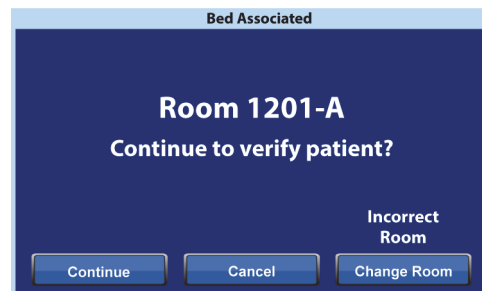 Bed Associated
Room 1201-A
Continue to verify patient?
Incorrect
Room
Continue
Cancel
Change Room